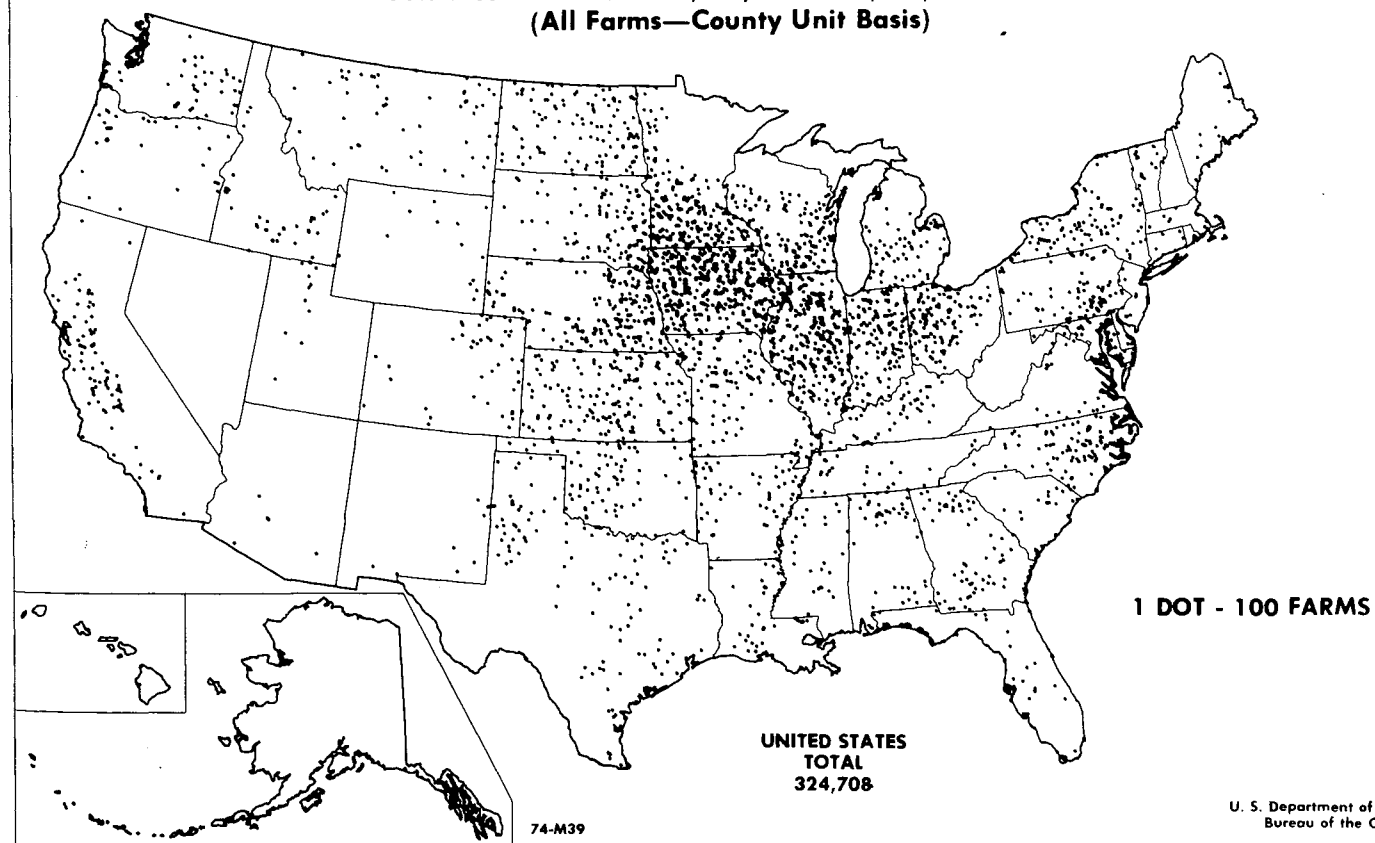 (All Farms—County Unit Basis)
1 DOT - 100 FARMS
UNITED STATES
TOTAL
324,708
U. S. Department of
Bureau of the
74-M39